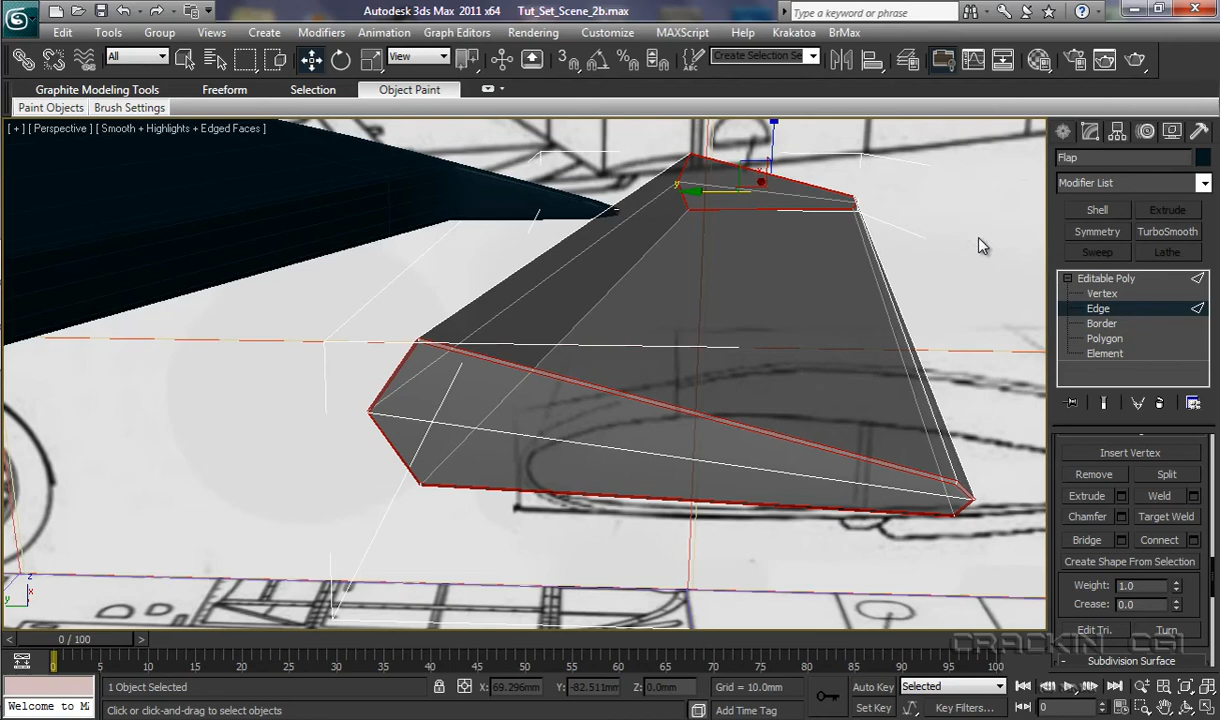 Autodesk 3ds Max 2011 x64 Tut_Set_Scene_2b.max
Type a keyword or phrase
Edit Tools Group Views Create Modifiers Animation Graph Editors Rendering Customize MAXScript Help Krakatoa BrMax
All View Create Selection Se
Graphite Modeling Tools Freeform Selection Object Paint
Paint Objects Brush Settings
[ + ] [ Perspective ] [ Smooth + Highlights + Edged Faces ]
Flap
Modifier List
Shell Extrude
Symmetry TurboSmooth
Sweep Lathe
Editable Poly
Vertex
Edge
Border
Polygon
Element
Insert Vertex
Remove Split
Extrude Weld
Chamfer Target Weld
Bridge Connect
Create Shape From Selection
Weight: 1.0
Crease: 0.0
Edit Tri. Turn
CRACKIN CGI
Subdivision Surface
y
z
x
y
< 0 / 100 >
0 5 10 15 20 25 30 35 40 45 50 55 60 65 70 75 80 85 90 95 100
1 Object Selected X: 69.296mm Y: -82.511mm Z: 0.0mm Grid = 10.0mm Auto Key Selected
Welcome to M Click or click-and-drag to select objects Add Time Tag Set Key Key Filters... 0